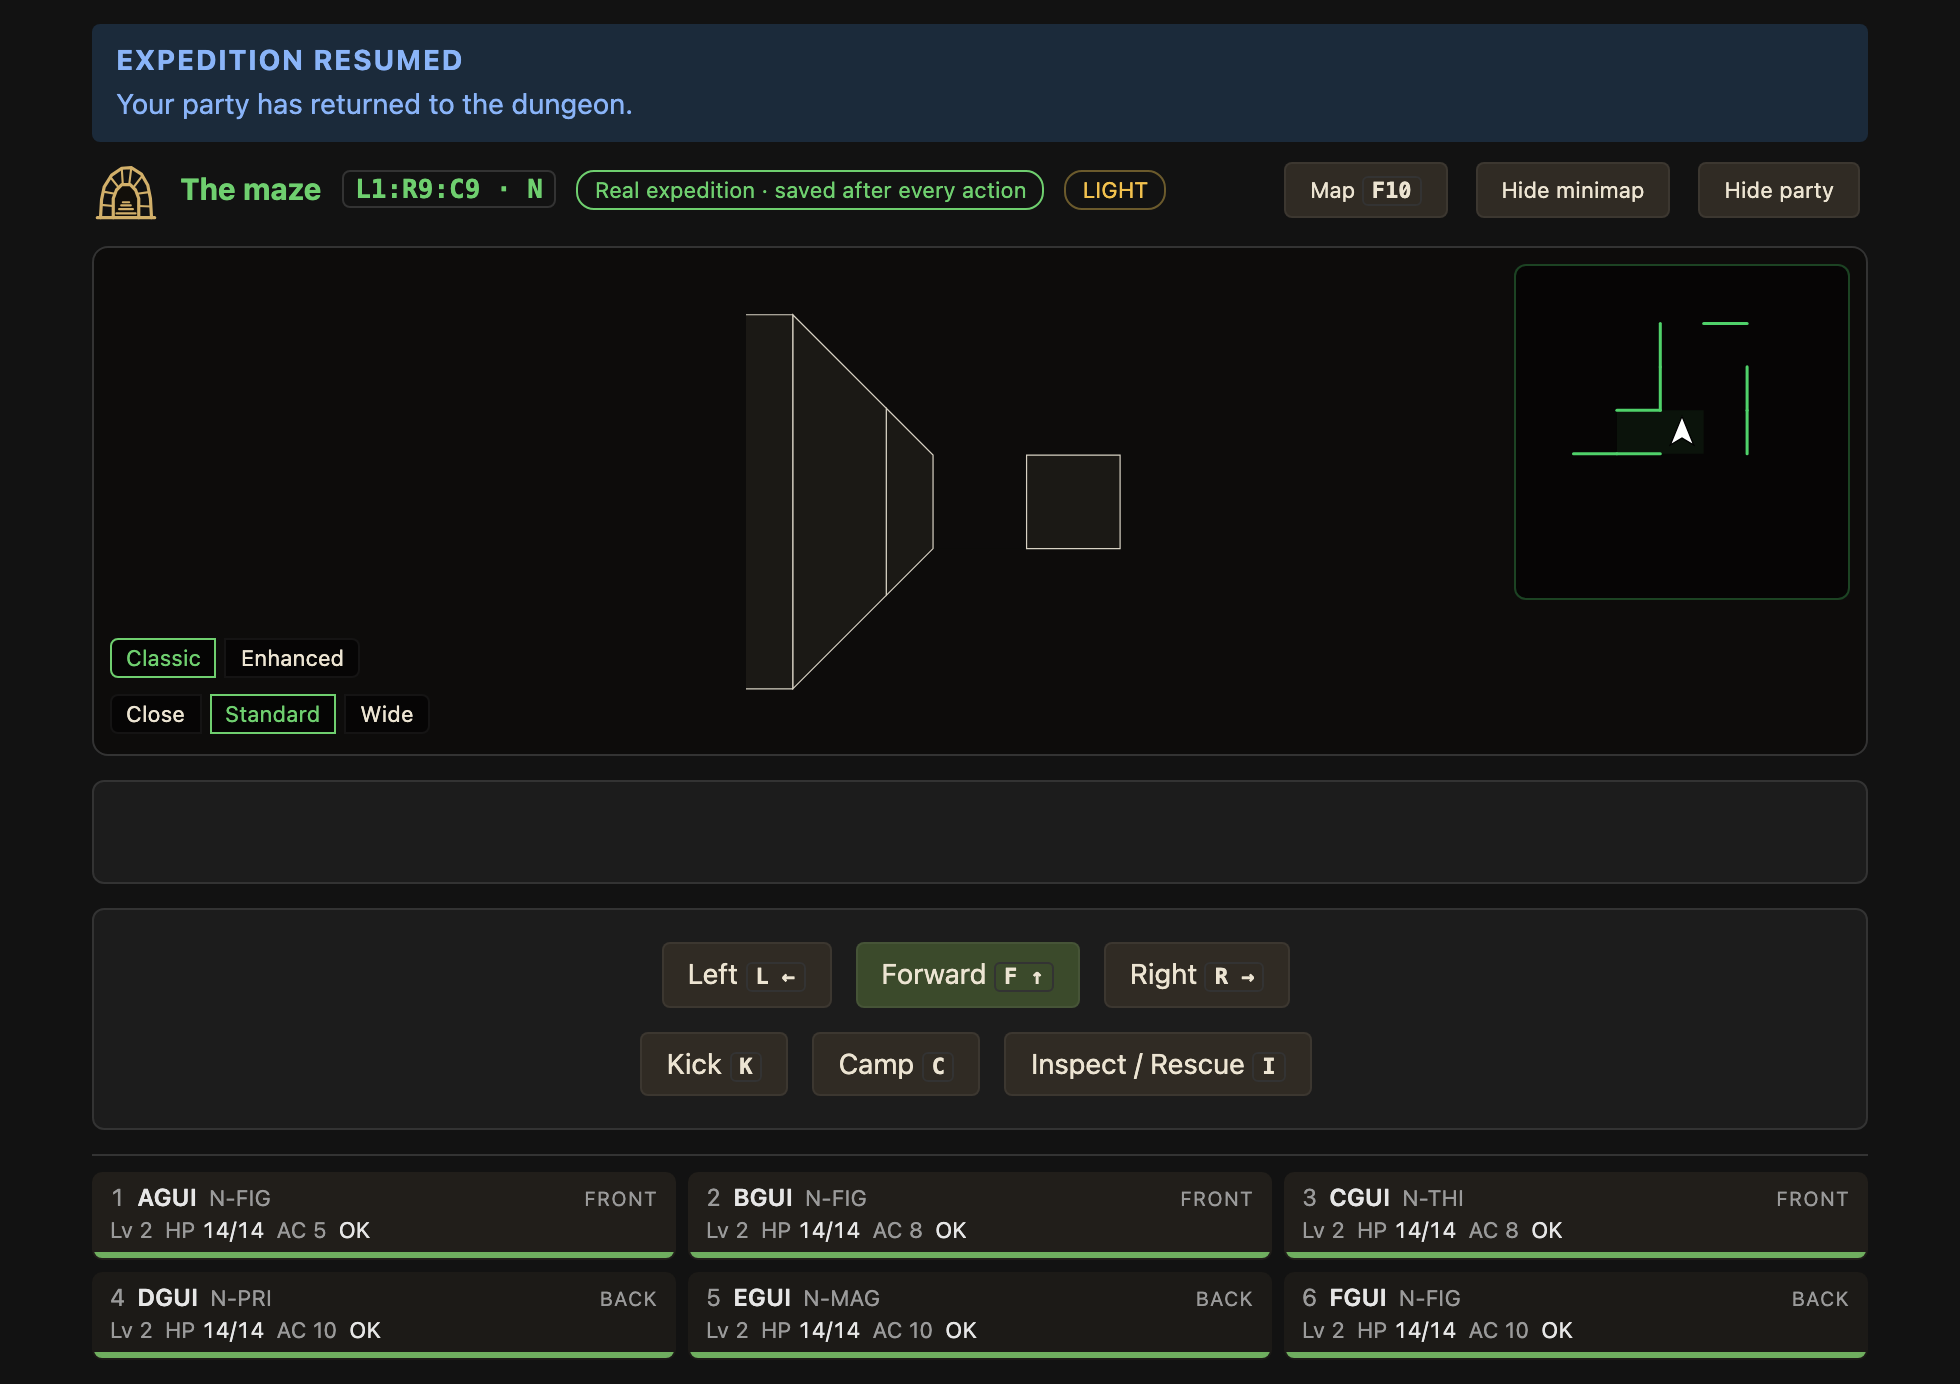 EXPEDITION RESUMED
Your party has returned to the dungeon.
The maze L1:R9:C9 · N Real expedition · saved after every action LIGHT Map F10 Hide minimap Hide party
Classic Enhanced
Close Standard Wide
Left L ← Forward F ↑ Right R →
Kick K Camp C Inspect / Rescue I
1 AGUI N-FIG FRONT
Lv 2 HP 14/14 AC 5 OK
2 BGUI N-FIG FRONT
Lv 2 HP 14/14 AC 8 OK
3 CGUI N-THI FRONT
Lv 2 HP 14/14 AC 8 OK
4 DGUI N-PRI BACK
Lv 2 HP 14/14 AC 10 OK
5 EGUI N-MAG BACK
Lv 2 HP 14/14 AC 10 OK
6 FGUI N-FIG BACK
Lv 2 HP 14/14 AC 10 OK